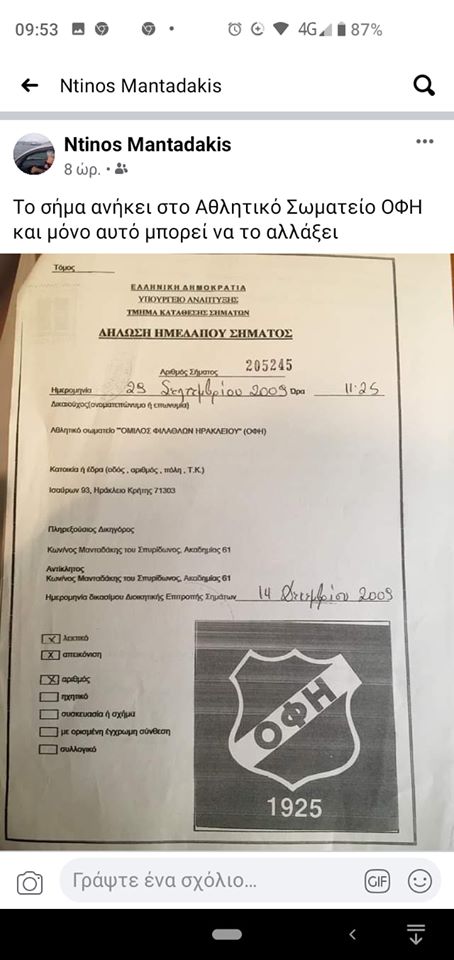 09:53
4G
87%
Ntinos Mantadakis
Ntinos Mantadakis
8 ώρ.
Το σήμα ανήκει στο Αθλητικό Σωματείο ΟΦΗ
και μόνο αυτό μπορεί να το αλλάξει
Τόμος
ΕΛΛΗΝΙΚΗ ΔΗΜΟΚΡΑΤΙΑ
ΥΠΟΥΡΓΕΙΟ ΑΝΑΠΤΥΞΗΣ
ΤΜΗΜΑ ΚΑΤΑΘΕΣΗΣ ΣΗΜΑΤΩΝ
ΔΗΛΩΣΗ ΗΜΕΔΑΠΟΥ ΣΗΜΑΤΟΣ
Αριθμός Σήματος 205245
Ημερομηνία 29 Σεπτεμβρίου 2009 Ώρα 11:25
Δικαιούχος(ονοματεπώνυμο ή επωνυμία)
Αθλητικό σωματείο "'ΟΜΙΛΟΣ ΦΙΛΑΘΛΩΝ ΗΡΑΚΛΕΙΟΥ" (ΟΦΗ)
Κατοικία ή έδρα (οδός , αριθμός , πόλη , Τ.Κ.)
Ισαύρων 93, Ηράκλειο Κρήτης 71303
Πληρεξούσιος Δικηγόρος
Κων/νος Μανταδάκης του Σπυρίδωνος, Ακαδημίας 61
Αντίκλητος
Κων/νος Μανταδάκης του Σπυρίδωνος, Ακαδημίας 61
Ημερομηνία δικασίμου Διοικητικής Επιτροπής Σημάτων 14 Δεκεμβρίου 2009
λεκτικό
απεικόνιση
αριθμός
ηχητικό
συσκευασία ή σχήμα
με ορισμένη έγχρωμη σύνθεση
συλλογικό
ΟΦΗ
1925
Γράψτε ένα σχόλιο...
GIF